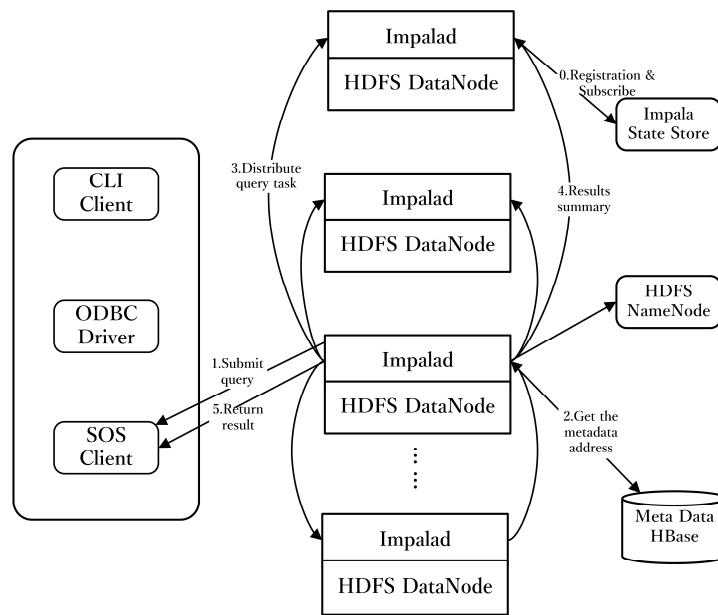 Impalad
HDFS DataNode
0.Registration &
Subscribe
Impala
State Store
CLI
Client
3.Distribute
query task
4.Results
summary
Impalad
HDFS DataNode
ODBC
Driver
HDFS
NameNode
1.Submit
query
Impalad
HDFS DataNode
5.Return
result
SOS
Client
2.Get the
metadata
address
Impalad
HDFS DataNode
Meta Data
HBase